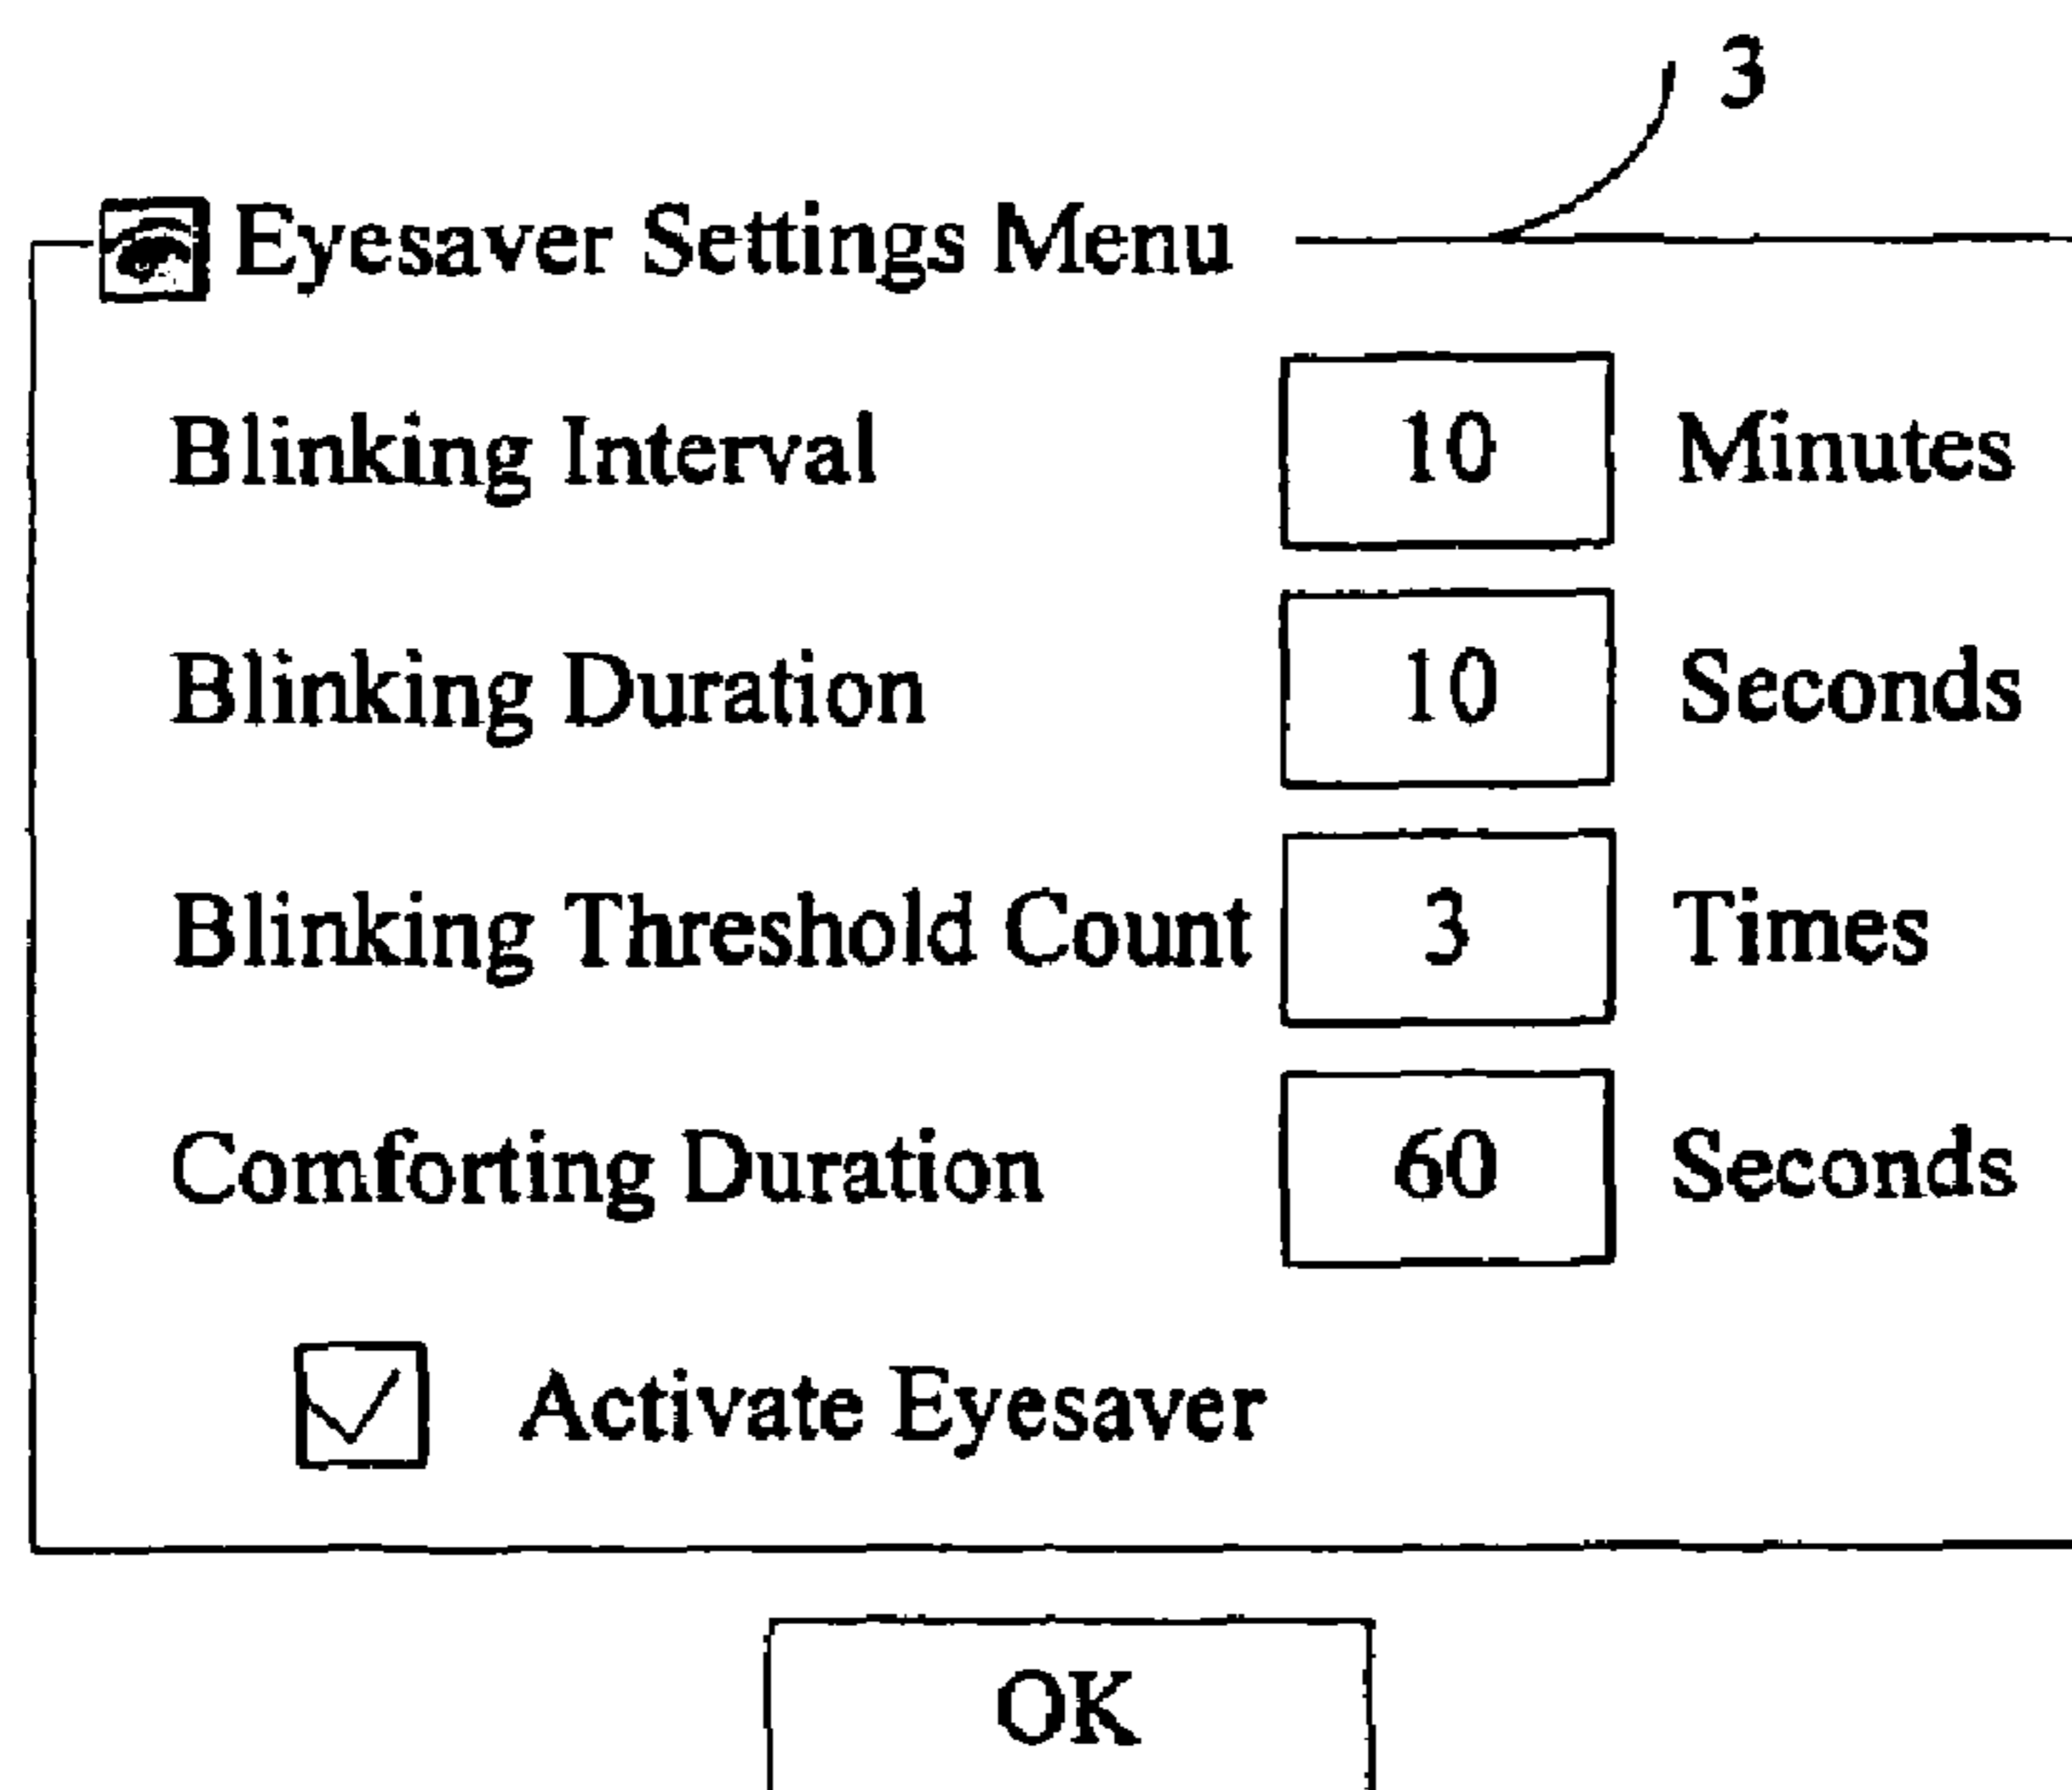 3
Eyesaver Settings Menu
Blinking Interval 10 Minutes
Blinking Duration 10 Seconds
Blinking Threshold Count 3 Times
Comforting Duration 60 Seconds
Activate Eyesaver
OK